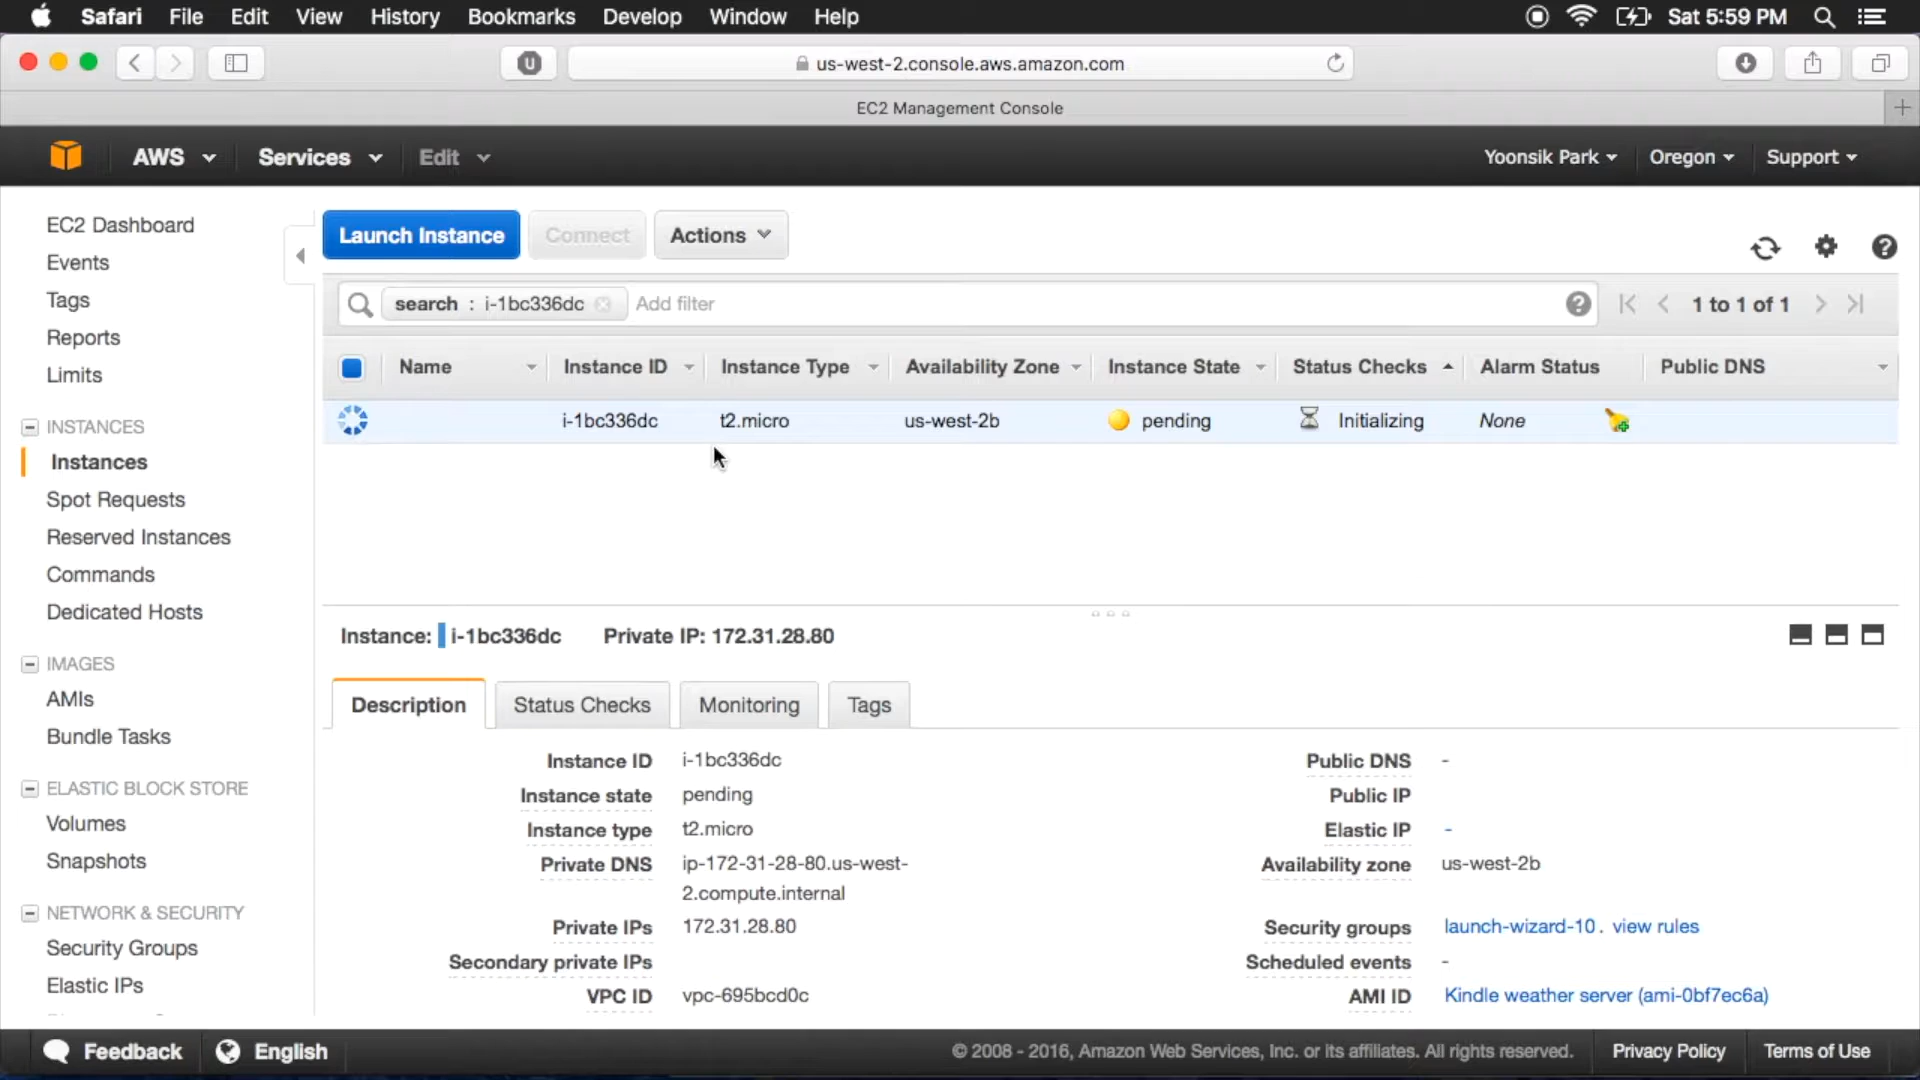 Safari File Edit View History Bookmarks Develop Window Help Sat 5:59 PM
us-west-2.console.aws.amazon.com
EC2 Management Console
AWS Services Edit Yoonsik Park Oregon Support
EC2 Dashboard
Events
Tags
Reports
Limits
INSTANCES
Instances
Spot Requests
Reserved Instances
Commands
Dedicated Hosts
IMAGES
AMIs
Bundle Tasks
ELASTIC BLOCK STORE
Volumes
Snapshots
NETWORK & SECURITY
Security Groups
Elastic IPs
Launch Instance Connect Actions
search : i-1bc336dc Add filter 1 to 1 of 1
Name Instance ID Instance Type Availability Zone Instance State Status Checks Alarm Status Public DNS
i-1bc336dc t2.micro us-west-2b pending Initializing None
Instance: i-1bc336dc Private IP: 172.31.28.80
Description Status Checks Monitoring Tags
Instance ID i-1bc336dc Public DNS -
Instance state pending Public IP
Instance type t2.micro Elastic IP -
Private DNS ip-172-31-28-80.us-west- Availability zone us-west-2b
2.compute.internal
Private IPs 172.31.28.80 Security groups launch-wizard-10. view rules
Secondary private IPs Scheduled events -
VPC ID vpc-695bcd0c AMI ID Kindle weather server (ami-0bf7ec6a)
Feedback English © 2008 - 2016, Amazon Web Services, Inc. or its affiliates. All rights reserved. Privacy Policy Terms of Use